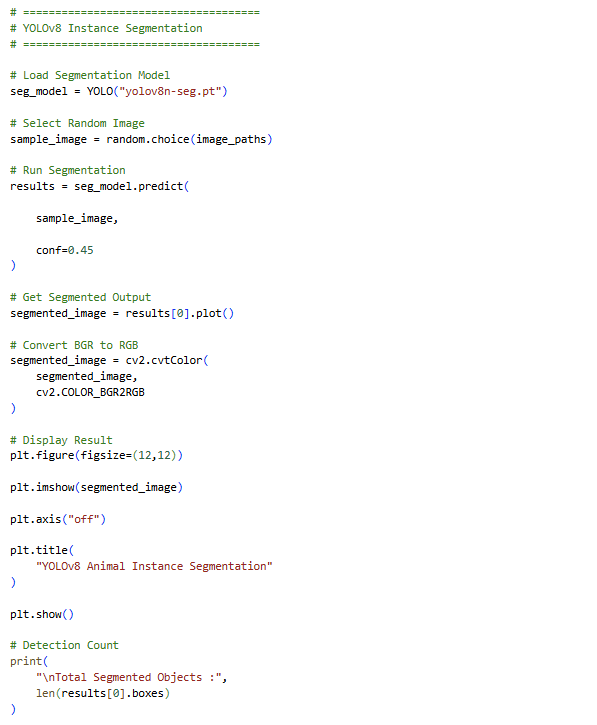 # =====================================
# YOLOv8 Instance Segmentation
# =====================================
# Load Segmentation Model
seg_model = YOLO("yolov8n-seg.pt")
# Select Random Image
sample_image = random.choice(image_paths)
# Run Segmentation
results = seg_model.predict(
    sample_image,
    conf=0.45
)
# Get Segmented Output
segmented_image = results[0].plot()
# Convert BGR to RGB
segmented_image = cv2.cvtColor(
    segmented_image,
    cv2.COLOR_BGR2RGB
)
# Display Result
plt.figure(figsize=(12,12))
plt.imshow(segmented_image)
plt.axis("off")
plt.title(
    "YOLOv8 Animal Instance Segmentation"
)
plt.show()
# Detection Count
print(
    "\nTotal Segmented Objects :",
    len(results[0].boxes)
)